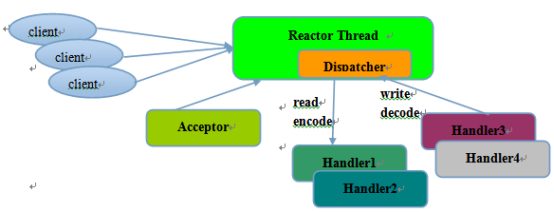 client
client
client
Reactor Thread
Dispatcher
read
encode
write
decode
Acceptor
Handler1
Handler2
Handler3
Handler4